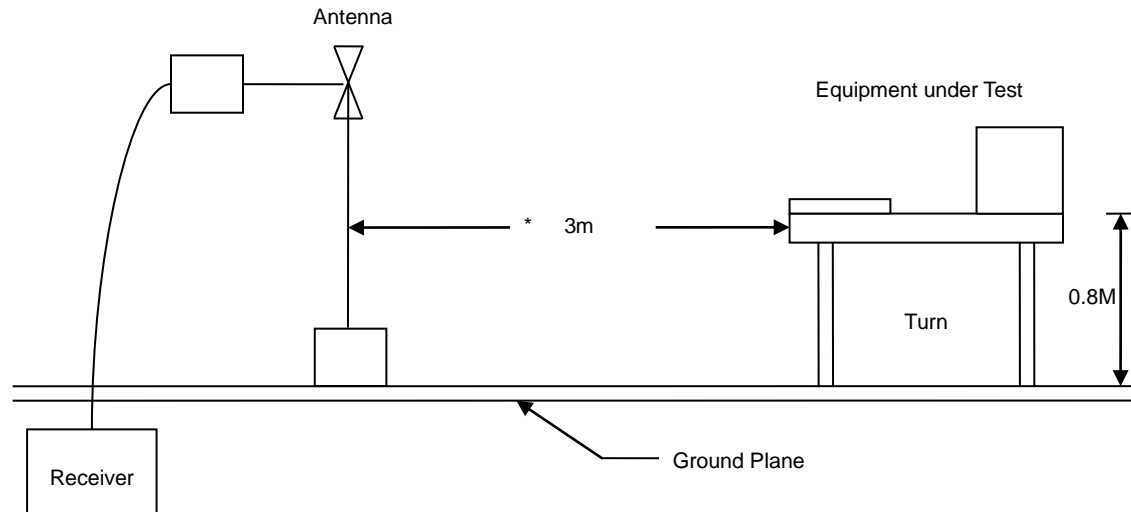 Antenna
Equipment under Test
* 3m
0.8M
Turn
Ground Plane
Receiver